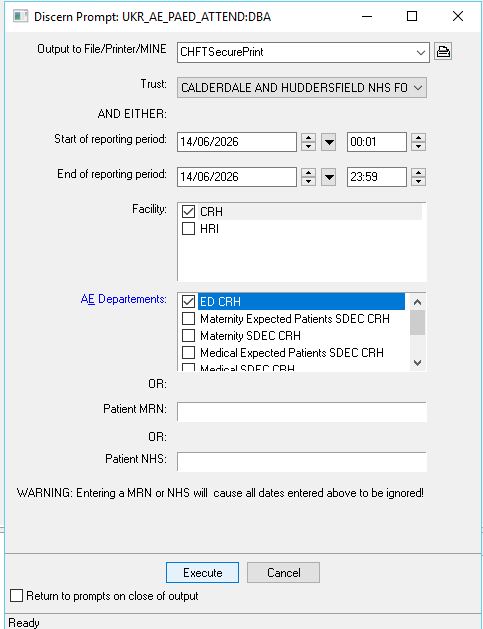 Discern Prompt: UKR_AE_PAED_ATTEND:DBA
Output to File/Printer/MINE CHFTSecurePrint
Trust: CALDERDALE AND HUDDERSFIELD NHS FO
AND EITHER:
Start of reporting period: 14/06/2026 00:01
End of reporting period: 14/06/2026 23:59
Facility: CRH
HRI
AE Departements: ED CRH
Maternity Expected Patients SDEC CRH
Maternity SDEC CRH
Medical Expected Patients SDEC CRH
Medical SDEC CRH
OR:
Patient MRN:
OR:
Patient NHS:
WARNING: Entering a MRN or NHS will cause all dates entered above to be ignored!
Execute Cancel
Return to prompts on close of output
Ready